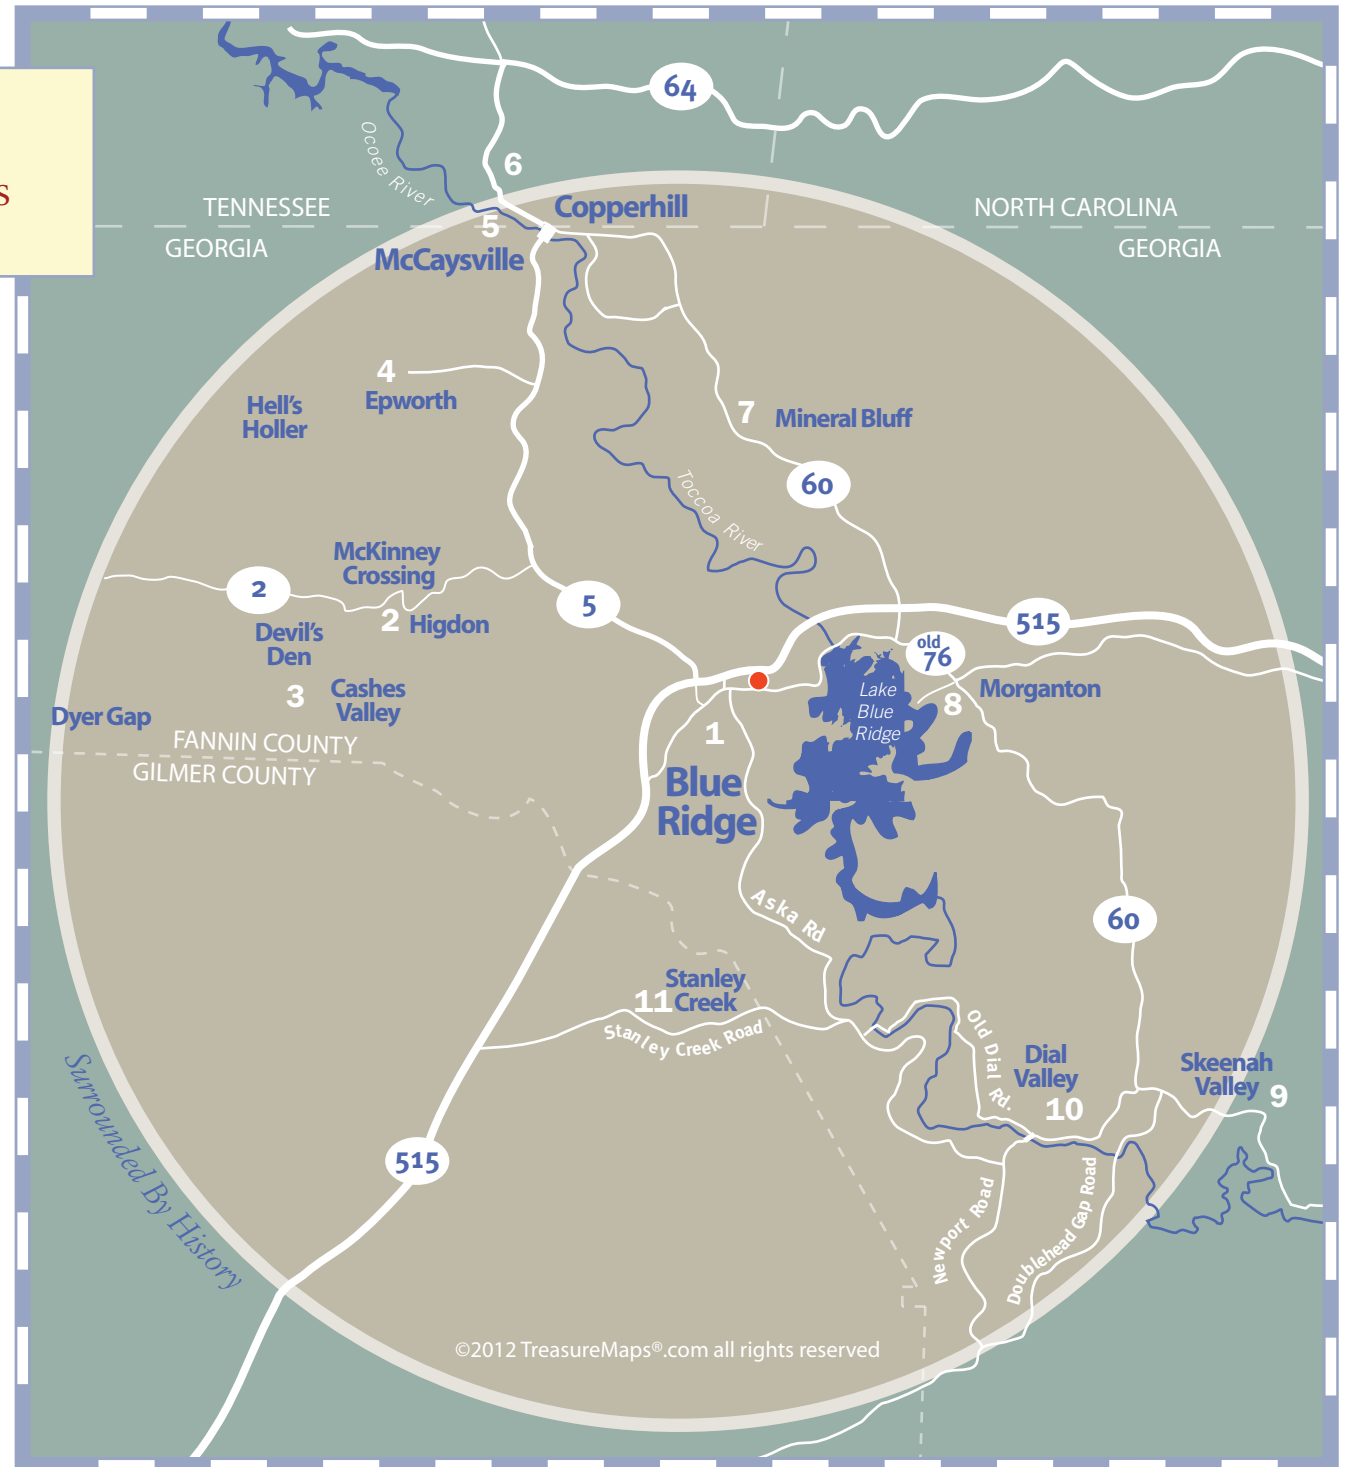 64
Ocoee River
6
s
TENNESSEE
Copperhill
NORTH CAROLINA
5
GEORGIA
McCaysville
GEORGIA
4
Epworth
Hell's
Holler
7
Mineral Bluff
60
Toccoa River
McKinney
Crossing
2
5
2 Higdon
515
Devil's
Den
old
76
3
Cashes
Valley
Lake
Blue
Ridge
Morganton
8
Dyer Gap
1
FANNIN COUNTY
GILMER COUNTY
Blue
Ridge
Aska Rd
60
Stanley
11 Creek
Stanley Creek Road
Old Dial Rd.
Dial
Valley
10
Skeenah
Valley
9
Surrounded By History
515
Newport Road
Doublehead Gap Road
©2012 TreasureMaps®.com all rights reserved